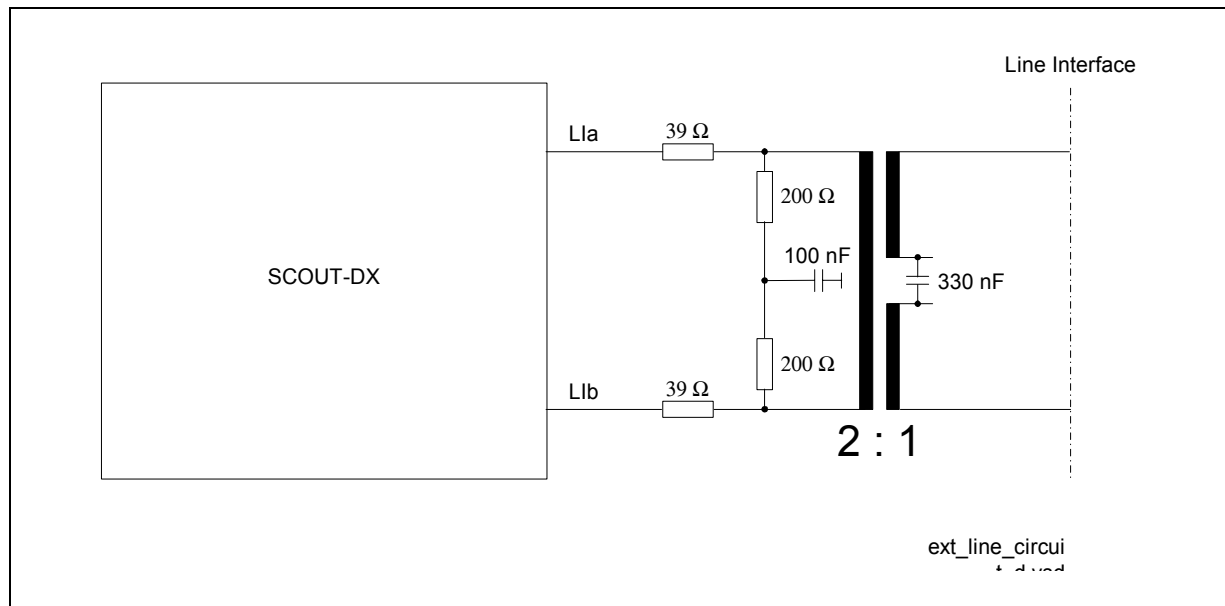 Line Interface
LIa
39 Ω
200 Ω
100 nF
SCOUT-DX
330 nF
200 Ω
LIb
39 Ω
2 : 1
ext_line_circui